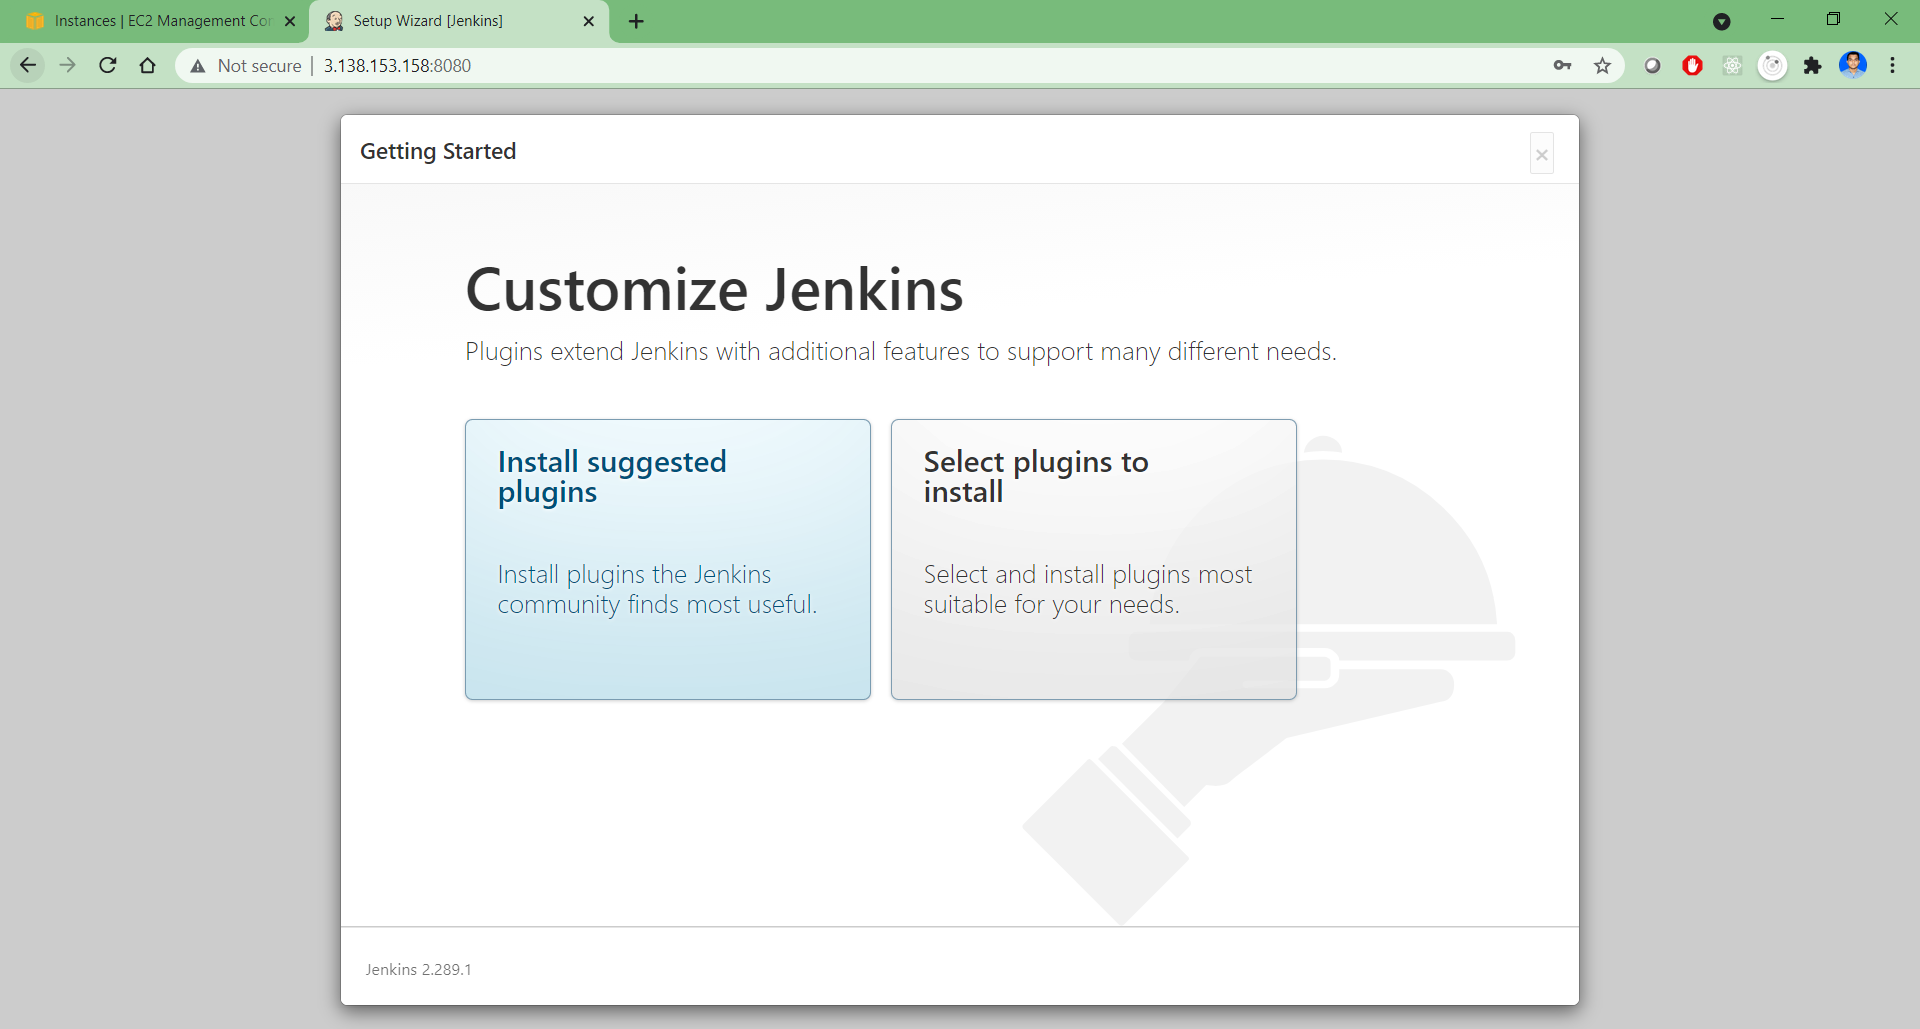 Instances | EC2 Management Con
Setup Wizard [Jenkins]
Not secure
3.138.153.158:8080
Getting Started
Customize Jenkins
Plugins extend Jenkins with additional features to support many different needs.
Install suggested
plugins
Install plugins the Jenkins
community finds most useful.
Select plugins to
install
Select and install plugins most
suitable for your needs.
Jenkins 2.289.1